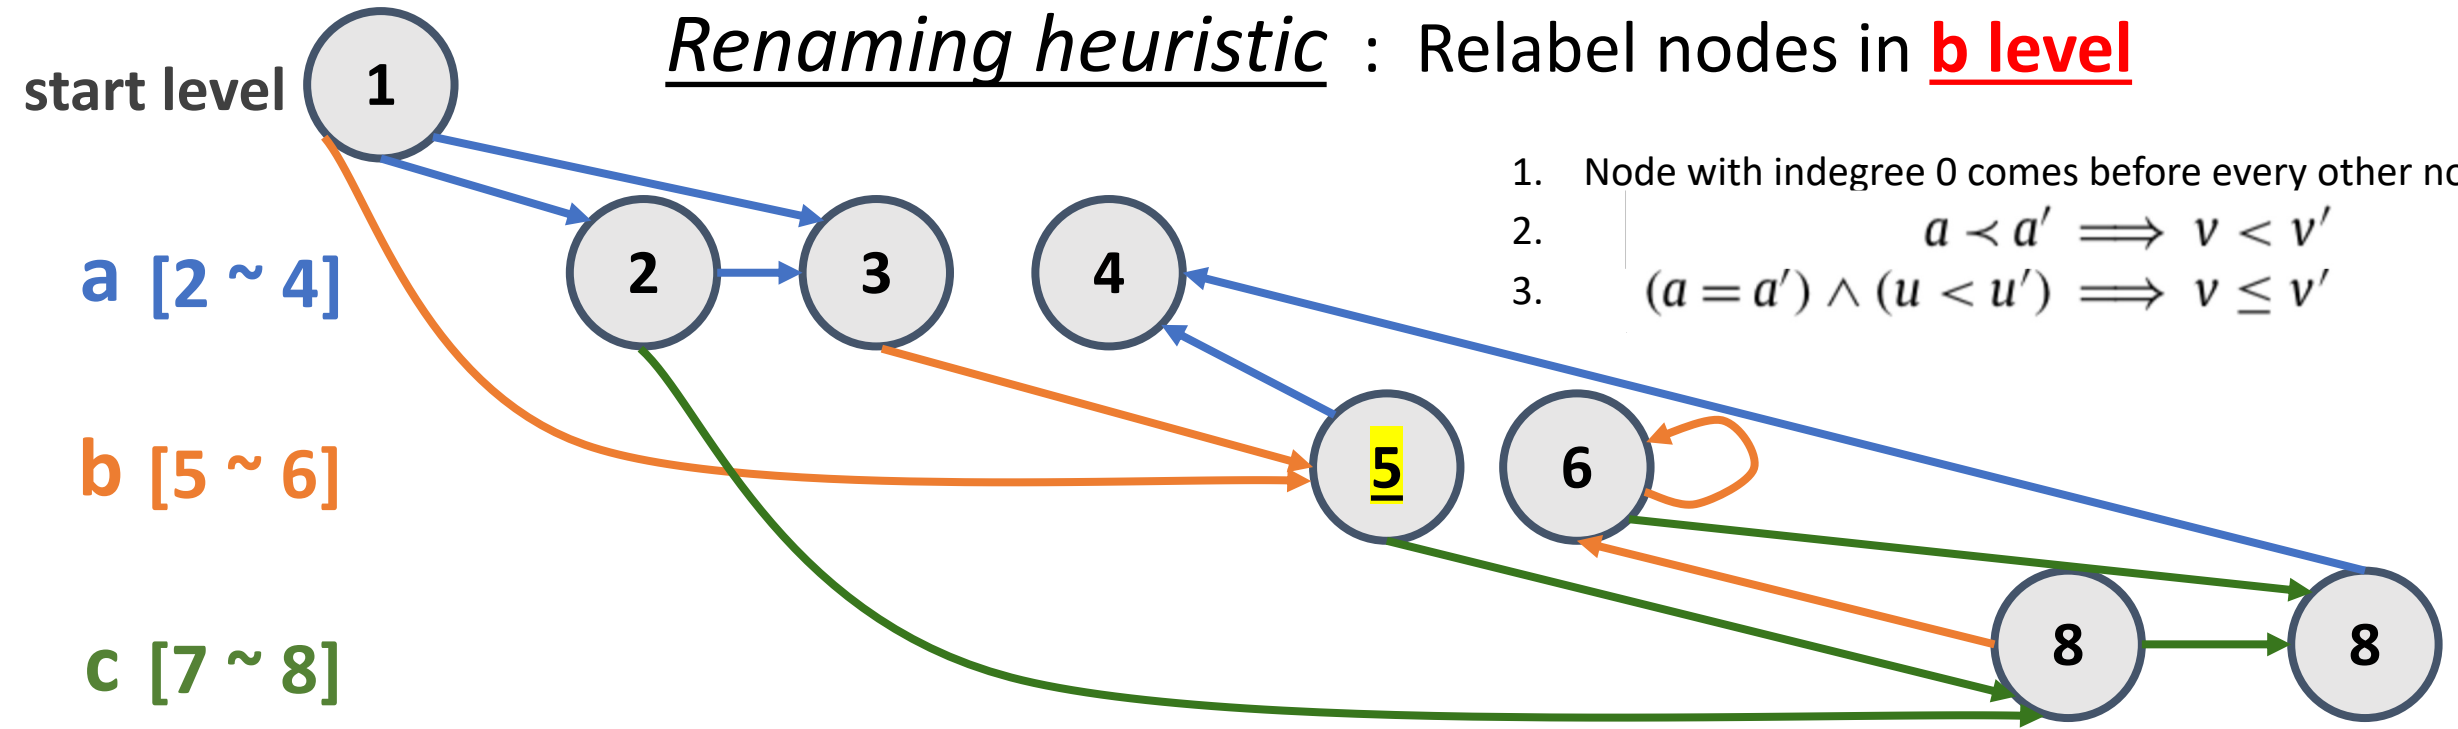 Renaming heuristic : Relabel nodes in b level
start level
1
1. Node with indegree 0 comes before every other no
2. a ≺ a′ ⟹ v < v′
3. (a = a′) ∧ (u < u′) ⟹ v ≤ v′
a [2 ~ 4]
2 3 4
b [5 ~ 6]
5 6
c [7 ~ 8]
8 8